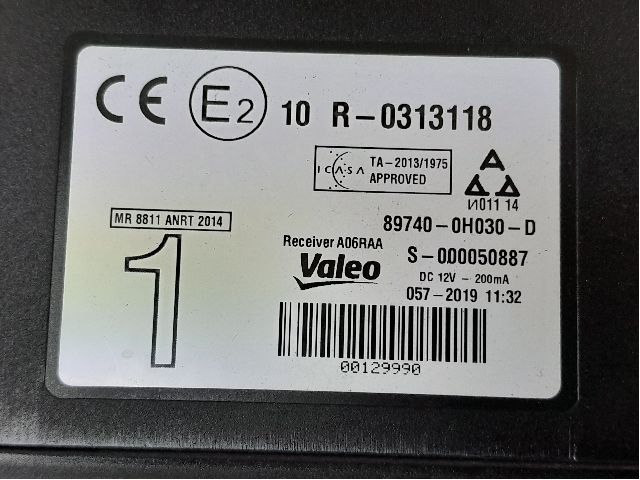 CE E2 10 R-0313118
ICASA TA-2013/1975
APPROVED
И011 14
MR 8811 ANRT 2014
89740-0H030-D
Receiver A06RAA
S-000050887
Valeo
DC 12V - 200mA
057-2019 11:32
1
00129990